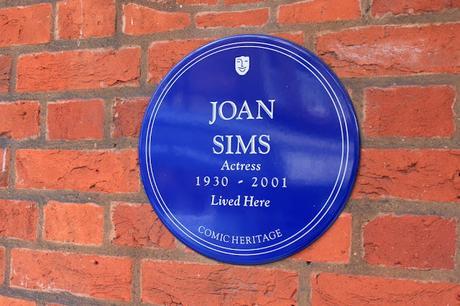 JOAN
SIMS
Actress
1930 - 2001
Lived Here
COMIC HERITAGE